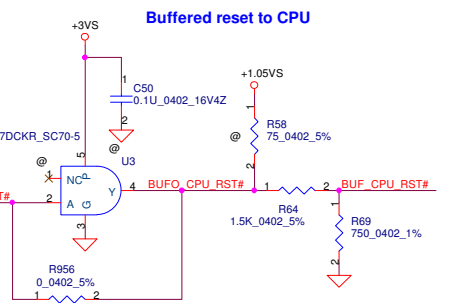 Buffered reset to CPU
+3VS
1
C50
0.1U_0402_16V4Z
2
@
+1.05VS
1
R58
75_0402_5%
@
2
7DCKR_SC70-5
5
U3
@
1
NC
P
2
A
G
Y
4
3
BUFO_CPU_RST#
1
2
R64
1.5K_0402_5%
BUF_CPU_RST#
1
R69
750_0402_1%
2
T#
R956
0_0402_5%
1
2